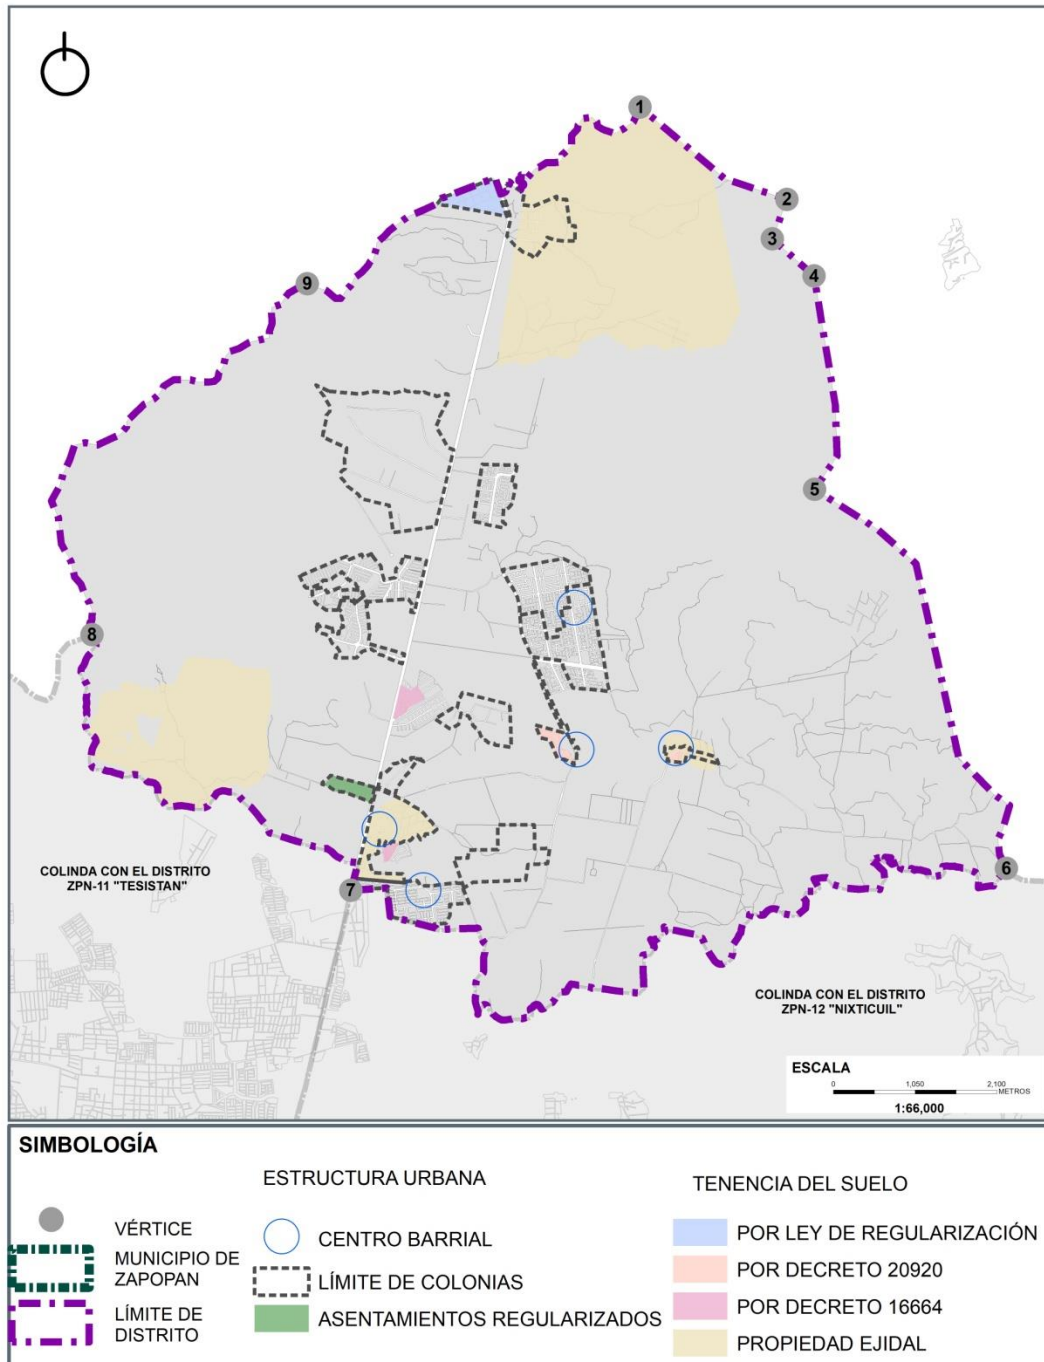 1
2
3
4
9
5
8
6
7
COLINDA CON EL DISTRITO
ZPN-11 "TESISTAN"
COLINDA CON EL DISTRITO
ZPN-12 "NIXTICUIL"
ESCALA
0 1,050 2,100
METROS
1:66,000
SIMBOLOGÍA
VÉRTICE
MUNICIPIO DE
ZAPOPAN
LÍMITE DE
DISTRITO
ESTRUCTURA URBANA
CENTRO BARRIAL
LÍMITE DE COLONIAS
ASENTAMIENTOS REGULARIZADOS
TENENCIA DEL SUELO
POR LEY DE REGULARIZACIÓN
POR DECRETO 20920
POR DECRETO 16664
PROPIEDAD EJIDAL